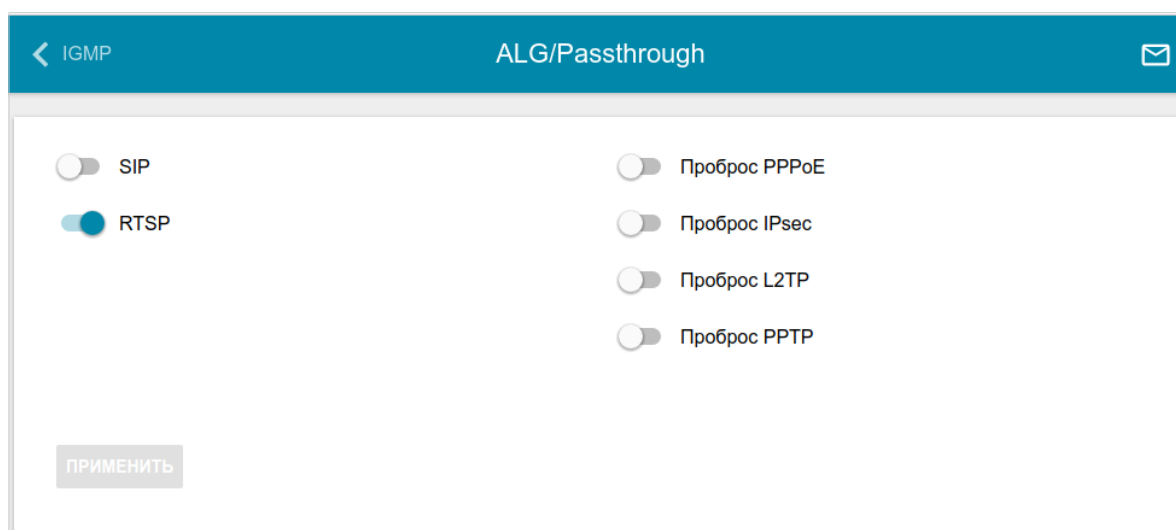 IGMP
ALG/Passthrough
SIP
RTSP
Проброс PPPoE
Проброс IPsec
Проброс L2TP
Проброс PPTP
ПРИМЕНИТЬ